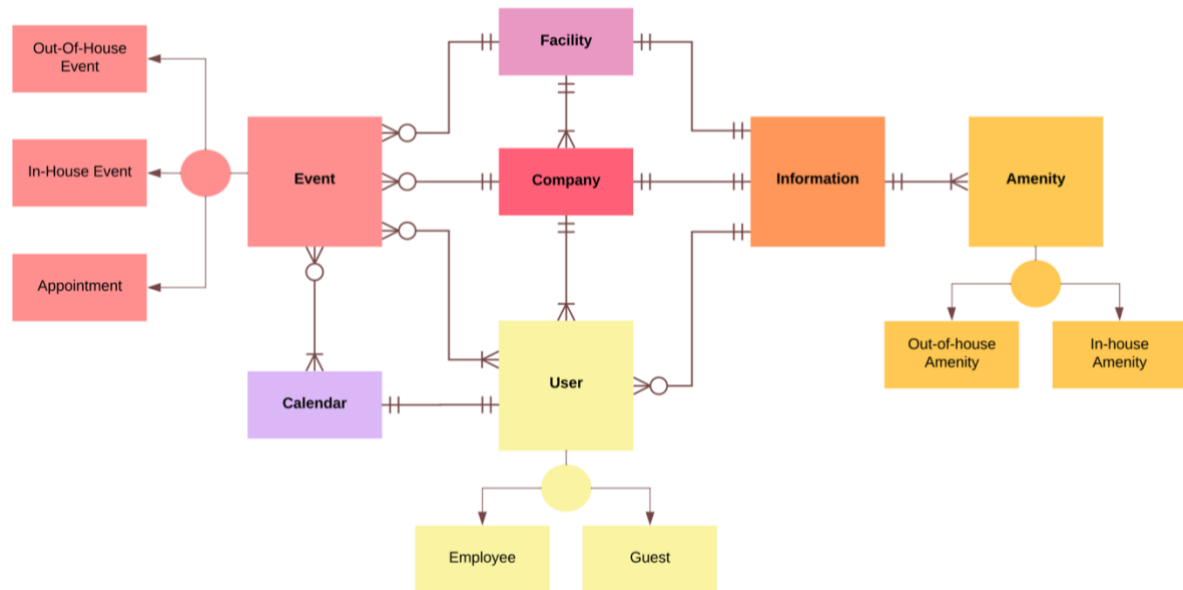 Facility
Out-Of-House
Event
In-House Event
Appointment
Event
Company
Information
Amenity
Out-of-house
Amenity
In-house
Amenity
User
Calendar
Employee
Guest